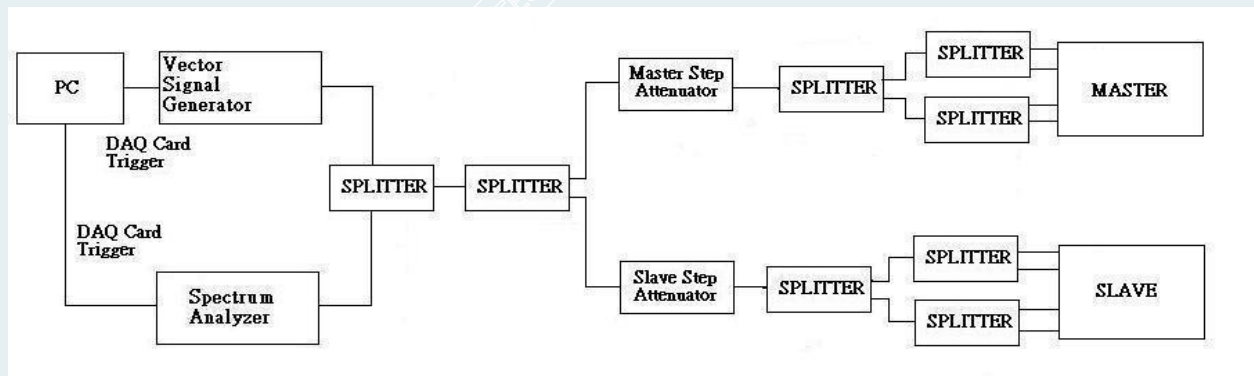 PC
Vector
Signal
Generator
DAQ Card
Trigger
DAQ Card
Trigger
Spectrum
Analyzer
SPLITTER
SPLITTER
Master Step
Attenuator
SPLITTER
SPLITTER
SPLITTER
MASTER
Slave Step
Attenuator
SPLITTER
SPLITTER
SPLITTER
SLAVE